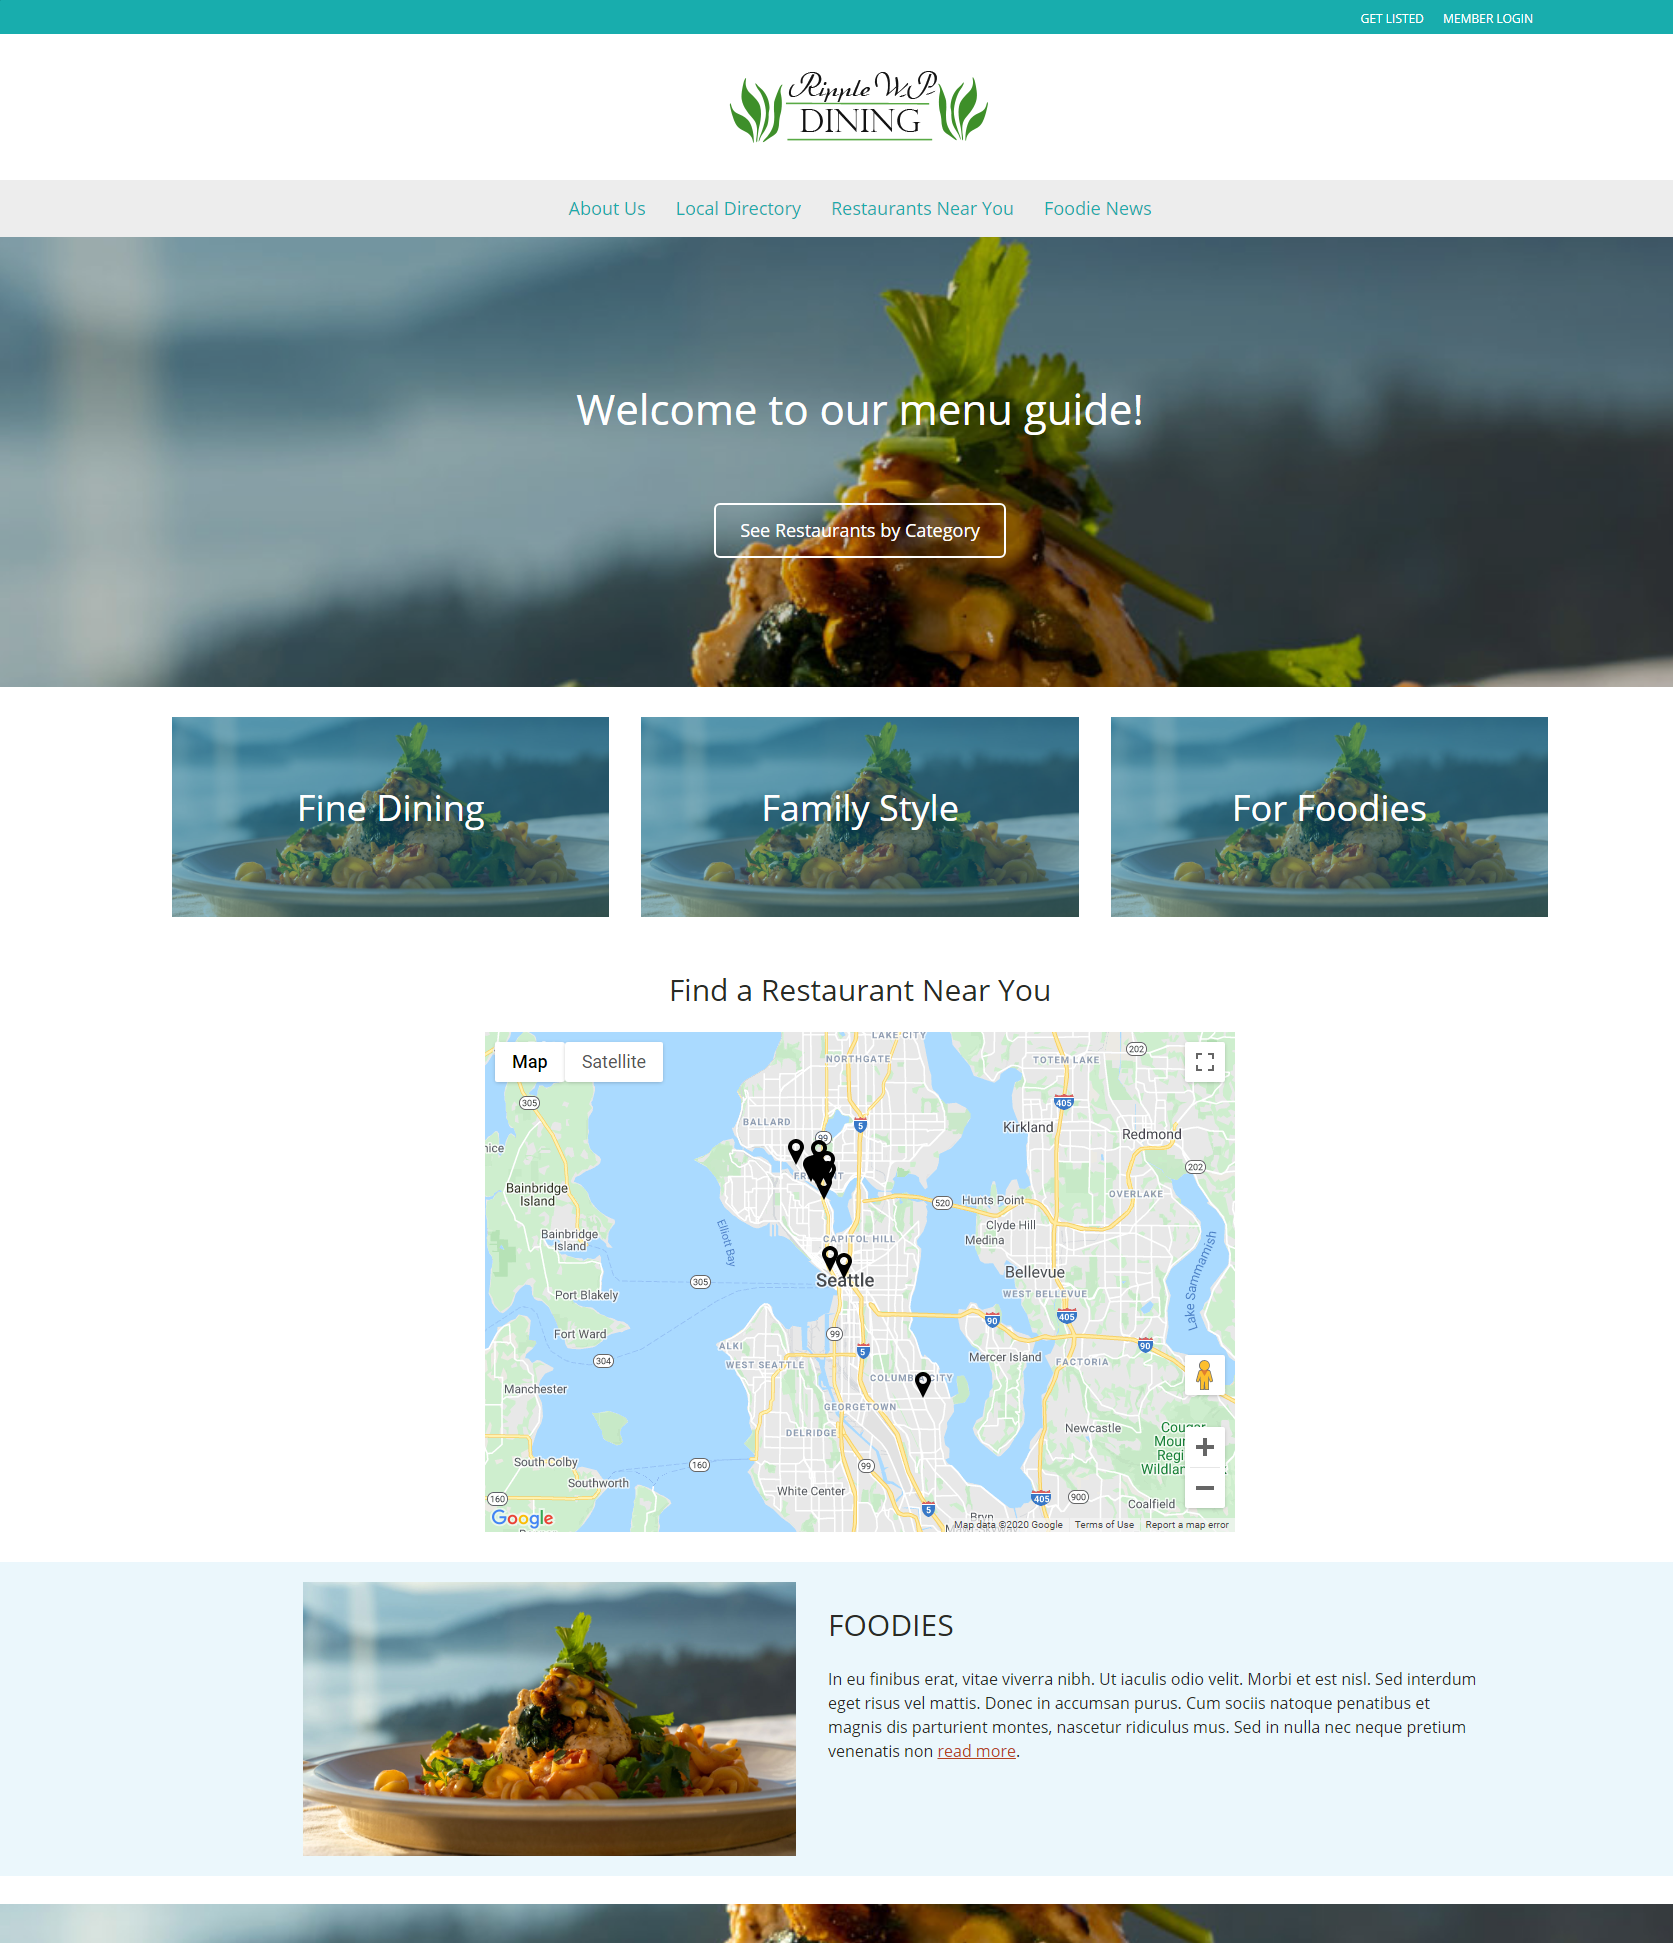 GET LISTED MEMBER LOGIN
Ripple WP
DINING
About Us Local Directory Restaurants Near You Foodie News
Welcome to our menu guide!
See Restaurants by Category
Fine Dining Family Style For Foodies
Find a Restaurant Near You
Map Satellite
LAKE CITY
NORTHGATE
TOTEM LAKE
202
305
405
BALLARD
5
Kirkland
Redmond
99
202
Bainbridge
Island
OVERLAKE
520
Hunts Point
Clyde Hill
Medina
Bainbridge
Island
Elliott Bay
CAPITOL HILL
Lake Sammamish
Seattle
Bellevue
305
WEST BELLEVUE
Port Blakely
90
405
Fort Ward
99
ALKI
5
90
304
WEST SEATTLE
Mercer Island
FACTORIA
COLUMBIA CITY
Manchester
GEORGETOWN
DELRIDGE
Newcastle
South Colby
160
99
Southworth
White Center
160
405
900
Coalfield
5
Google
Map data ©2020 Google Terms of Use Report a map error
FOODIES
In eu finibus erat, vitae viverra nibh. Ut iaculis odio velit. Morbi et est nisl. Sed interdum
eget risus vel mattis. Donec in accumsan purus. Cum sociis natoque penatibus et
magnis dis parturient montes, nascetur ridiculus mus. Sed in nulla nec neque pretium
venenatis non read more.